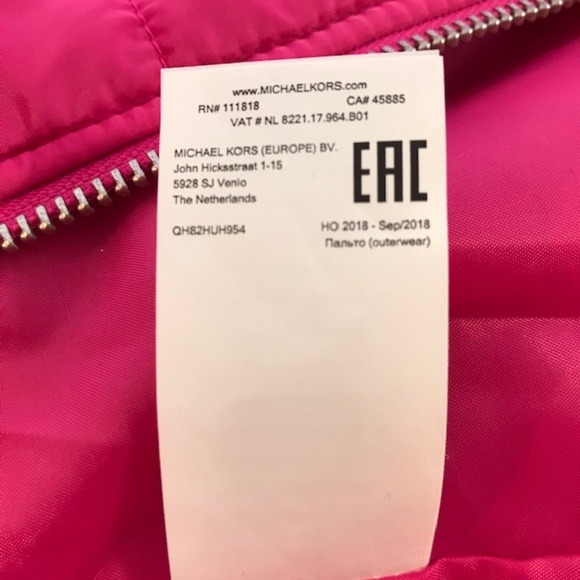 www.MICHAELKORS.com
RN# 111818 CA# 45885
VAT # NL 8221.17.964.B01
MICHAEL KORS (EUROPE) BV.
John Hicksstraat 1-15
5928 SJ Venlo
The Netherlands
EAC
QH82HUH954 HO 2018 - Sep/2018
Пальто (outerwear)